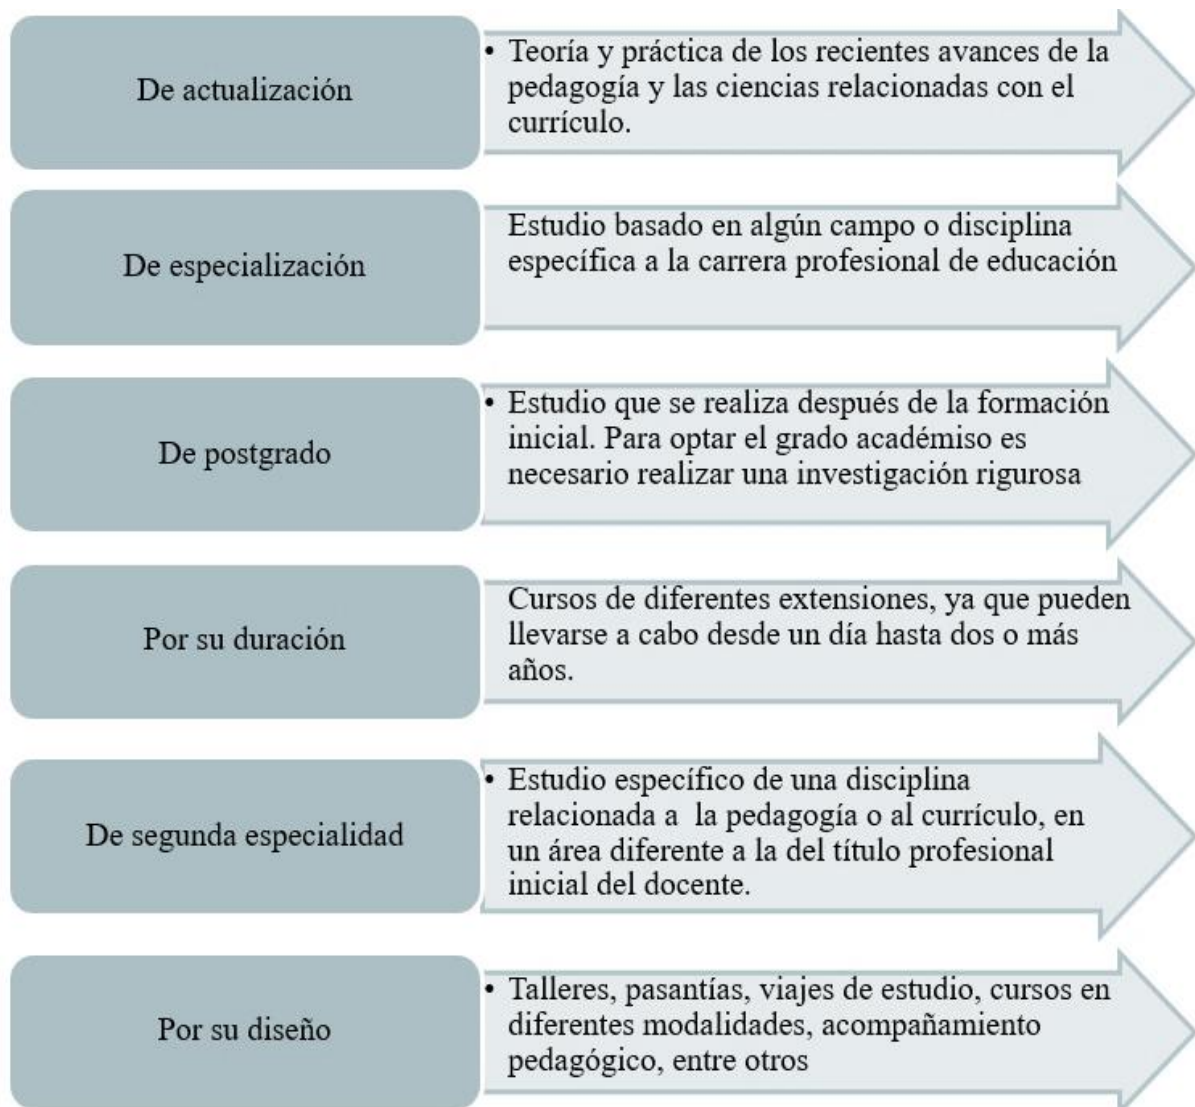 De actualización
• Teoría y práctica de los recientes avances de la
pedagogía y las ciencias relacionadas con el
currículo.
De especialización
Estudio basado en algún campo o disciplina
específica a la carrera profesional de educación
De postgrado
• Estudio que se realiza después de la formación
inicial. Para optar el grado académiso es
necesario realizar una investigación rigurosa
Por su duración
Cursos de diferentes extensiones, ya que pueden
llevarse a cabo desde un día hasta dos o más
años.
De segunda especialidad
• Estudio específico de una disciplina
relacionada a  la pedagogía o al currículo, en
un área diferente a la del título profesional
inicial del docente.
Por su diseño
• Talleres, pasantías, viajes de estudio, cursos en
diferentes modalidades, acompañamiento
pedagógico, entre otros